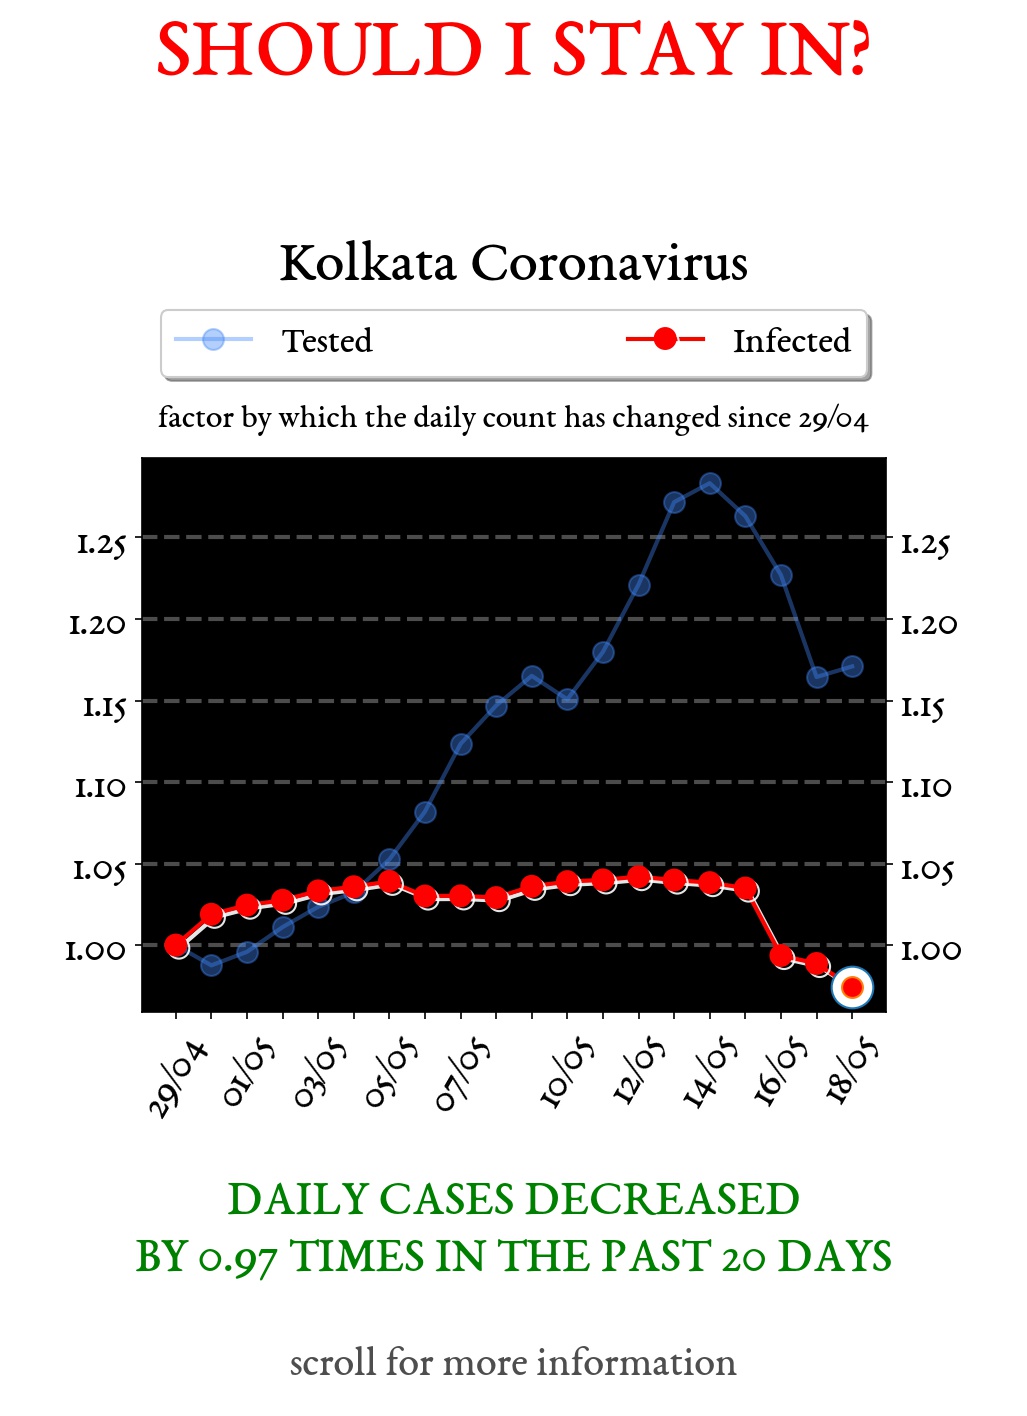 SHOULD I STAY IN?
Kolkata Coronavirus
Tested Infected
factor by which the daily count has changed since 29/04
1.25 1.25
1.20 1.20
1.15 1.15
1.10 1.10
1.05 1.05
1.00 1.00
29/04 01/05 03/05 05/05 07/05 10/05 12/05 14/05 16/05 18/05
DAILY CASES DECREASED
BY 0.97 TIMES IN THE PAST 20 DAYS
scroll for more information